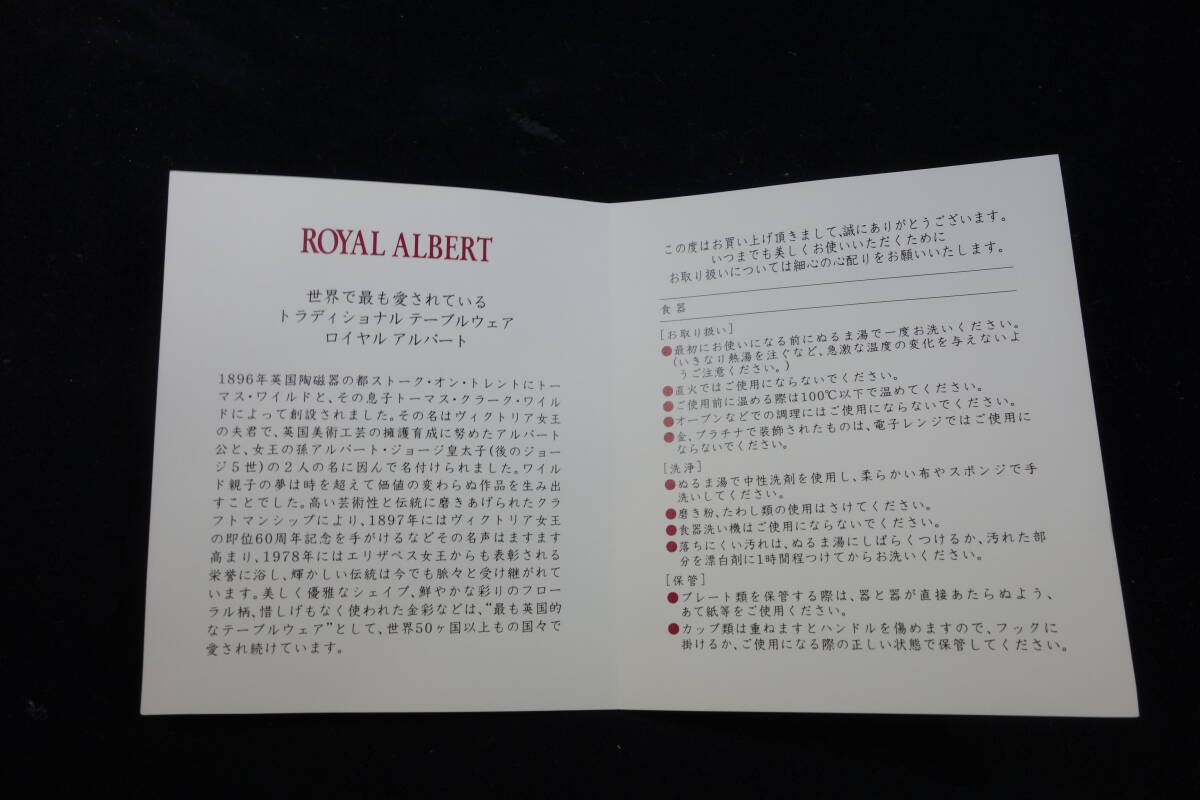 ROYAL ALBERT
世界で最も愛されている
トラディショナル テーブルウェア
ロイヤル アルバート
1896年英国陶磁器の都ストーク・オン・トレントにトー
マス・ワイルドと、その息子トーマス・クラーク・ワイル
ドによって創設されました。その名はヴィクトリア女王
の夫君で、英国美術工芸の擁護育成に努めたアルバート
公と、女王の孫アルバート・ジョージ皇太子(後のジョー
ジ5世)の2人の名に因んで名付けられました。ワイル
ド親子の夢は時を超えて価値の変わらぬ作品を生み出
すことでした。高い芸術性と伝統に磨きあげられたクラ
フトマンシップにより、1897年にはヴィクトリア女王
の即位60周年記念を手がけるなどその名声はますます
高まり、1978年にはエリザベス女王からも表彰される
栄誉に浴し、輝かしい伝統は今でも脈々と受け継がれて
います。美しく優雅なシェイプ、鮮やかな彩りのフロー
ラル柄、惜しげもなく使われた金彩などは、“最も英国的
なテーブルウェア”として、世界50ヶ国以上もの国々で
愛され続けています。
この度はお買い上げ頂きまして、誠にありがとうございます。
いつまでも美しくお使いいただくために
お取り扱いについては細心の心配りをお願いいたします。
食器
[お取り扱い]
●最初にお使いになる前にぬるま湯で一度お洗いください。
(いきなり熱湯を注ぐなど、急激な温度の変化を与えないよ
うご注意ください。)
●直火ではご使用にならないでください。
●ご使用前に温める際は100℃以下で温めてください。
●オーブンなどでの調理にはご使用にならないでください。
●金、プラチナで装飾されたものは、電子レンジではご使用に
ならないでください。
[洗浄]
●ぬるま湯で中性洗剤を使用し、柔らかい布やスポンジで手
洗いしてください。
●磨き粉、たわし類の使用はさけてください。
●食器洗い機はご使用にならないでください。
●落ちにくい汚れは、ぬるま湯にしばらくつけるか、汚れた部
分を漂白剤に1時間程つけてからお洗いください。
[保管]
●プレート類を保管する際は、器と器が直接あたらぬよう、
あて紙等をご使用ください。
●カップ類は重ねますとハンドルを傷めますので、フックに
掛けるか、ご使用になる際の正しい状態で保管してください。